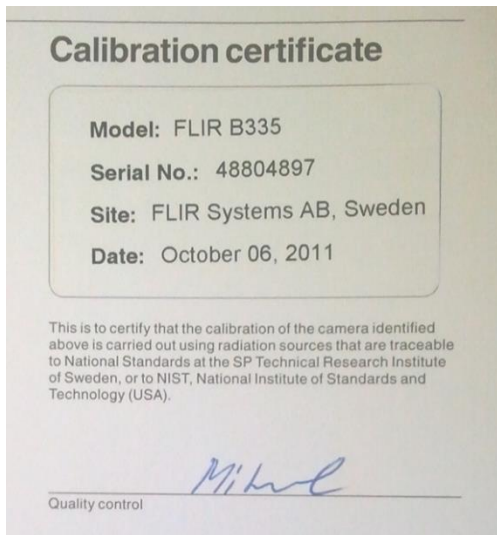 Calibration certificate
Model: FLIR B335
Serial No.: 48804897
Site: FLIR Systems AB, Sweden
Date: October 06, 2011
This is to certify that the calibration of the camera identified
above is carried out using radiation sources that are traceable
to National Standards at the SP Technical Research Institute
of Sweden, or to NIST, National Institute of Standards and
Technology (USA).
Quality control